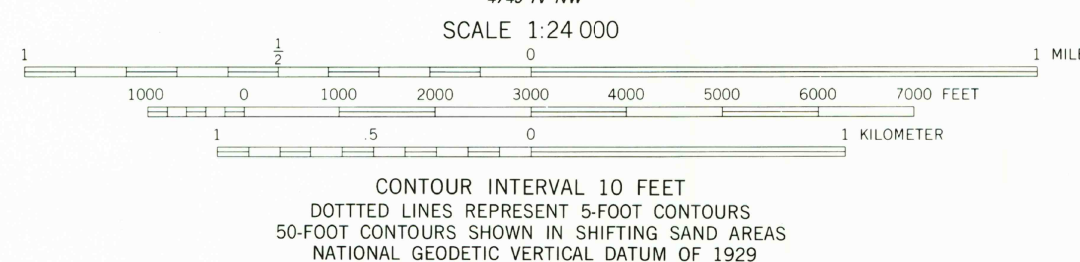 SCALE 1:24 000
1 1/2 0 1 MILE
1000 0 1000 2000 3000 4000 5000 6000 7000 FEET
1 .5 0 1 KILOMETER
CONTOUR INTERVAL 10 FEET
DOTTTED LINES REPRESENT 5-FOOT CONTOURS
50-FOOT CONTOURS SHOWN IN SHIFTING SAND AREAS
NATIONAL GEODETIC VERTICAL DATUM OF 1929